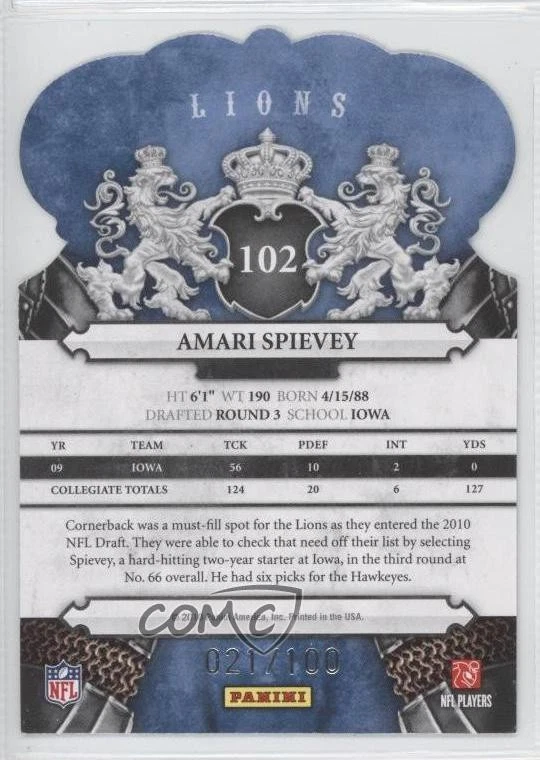 LIONS
102
AMARI SPIEVEY
HT 6'1" WT 190 BORN 4/15/88
DRAFTED ROUND 3 SCHOOL IOWA
YR TEAM TCK PDEF INT YDS
09 IOWA 56 10 2 0
COLLEGIATE TOTALS 124 20 6 127
Cornerback was a must-fill spot for the Lions as they entered the 2010
NFL Draft. They were able to check that need off their list by selecting
Spievey, a hard-hitting two-year starter at Iowa, in the third round at
No. 66 overall. He had six picks for the Hawkeyes.
© 2010 Panini America, Inc. Printed in the USA.
COMC
021/100
NFL PANINI NFL PLAYERS